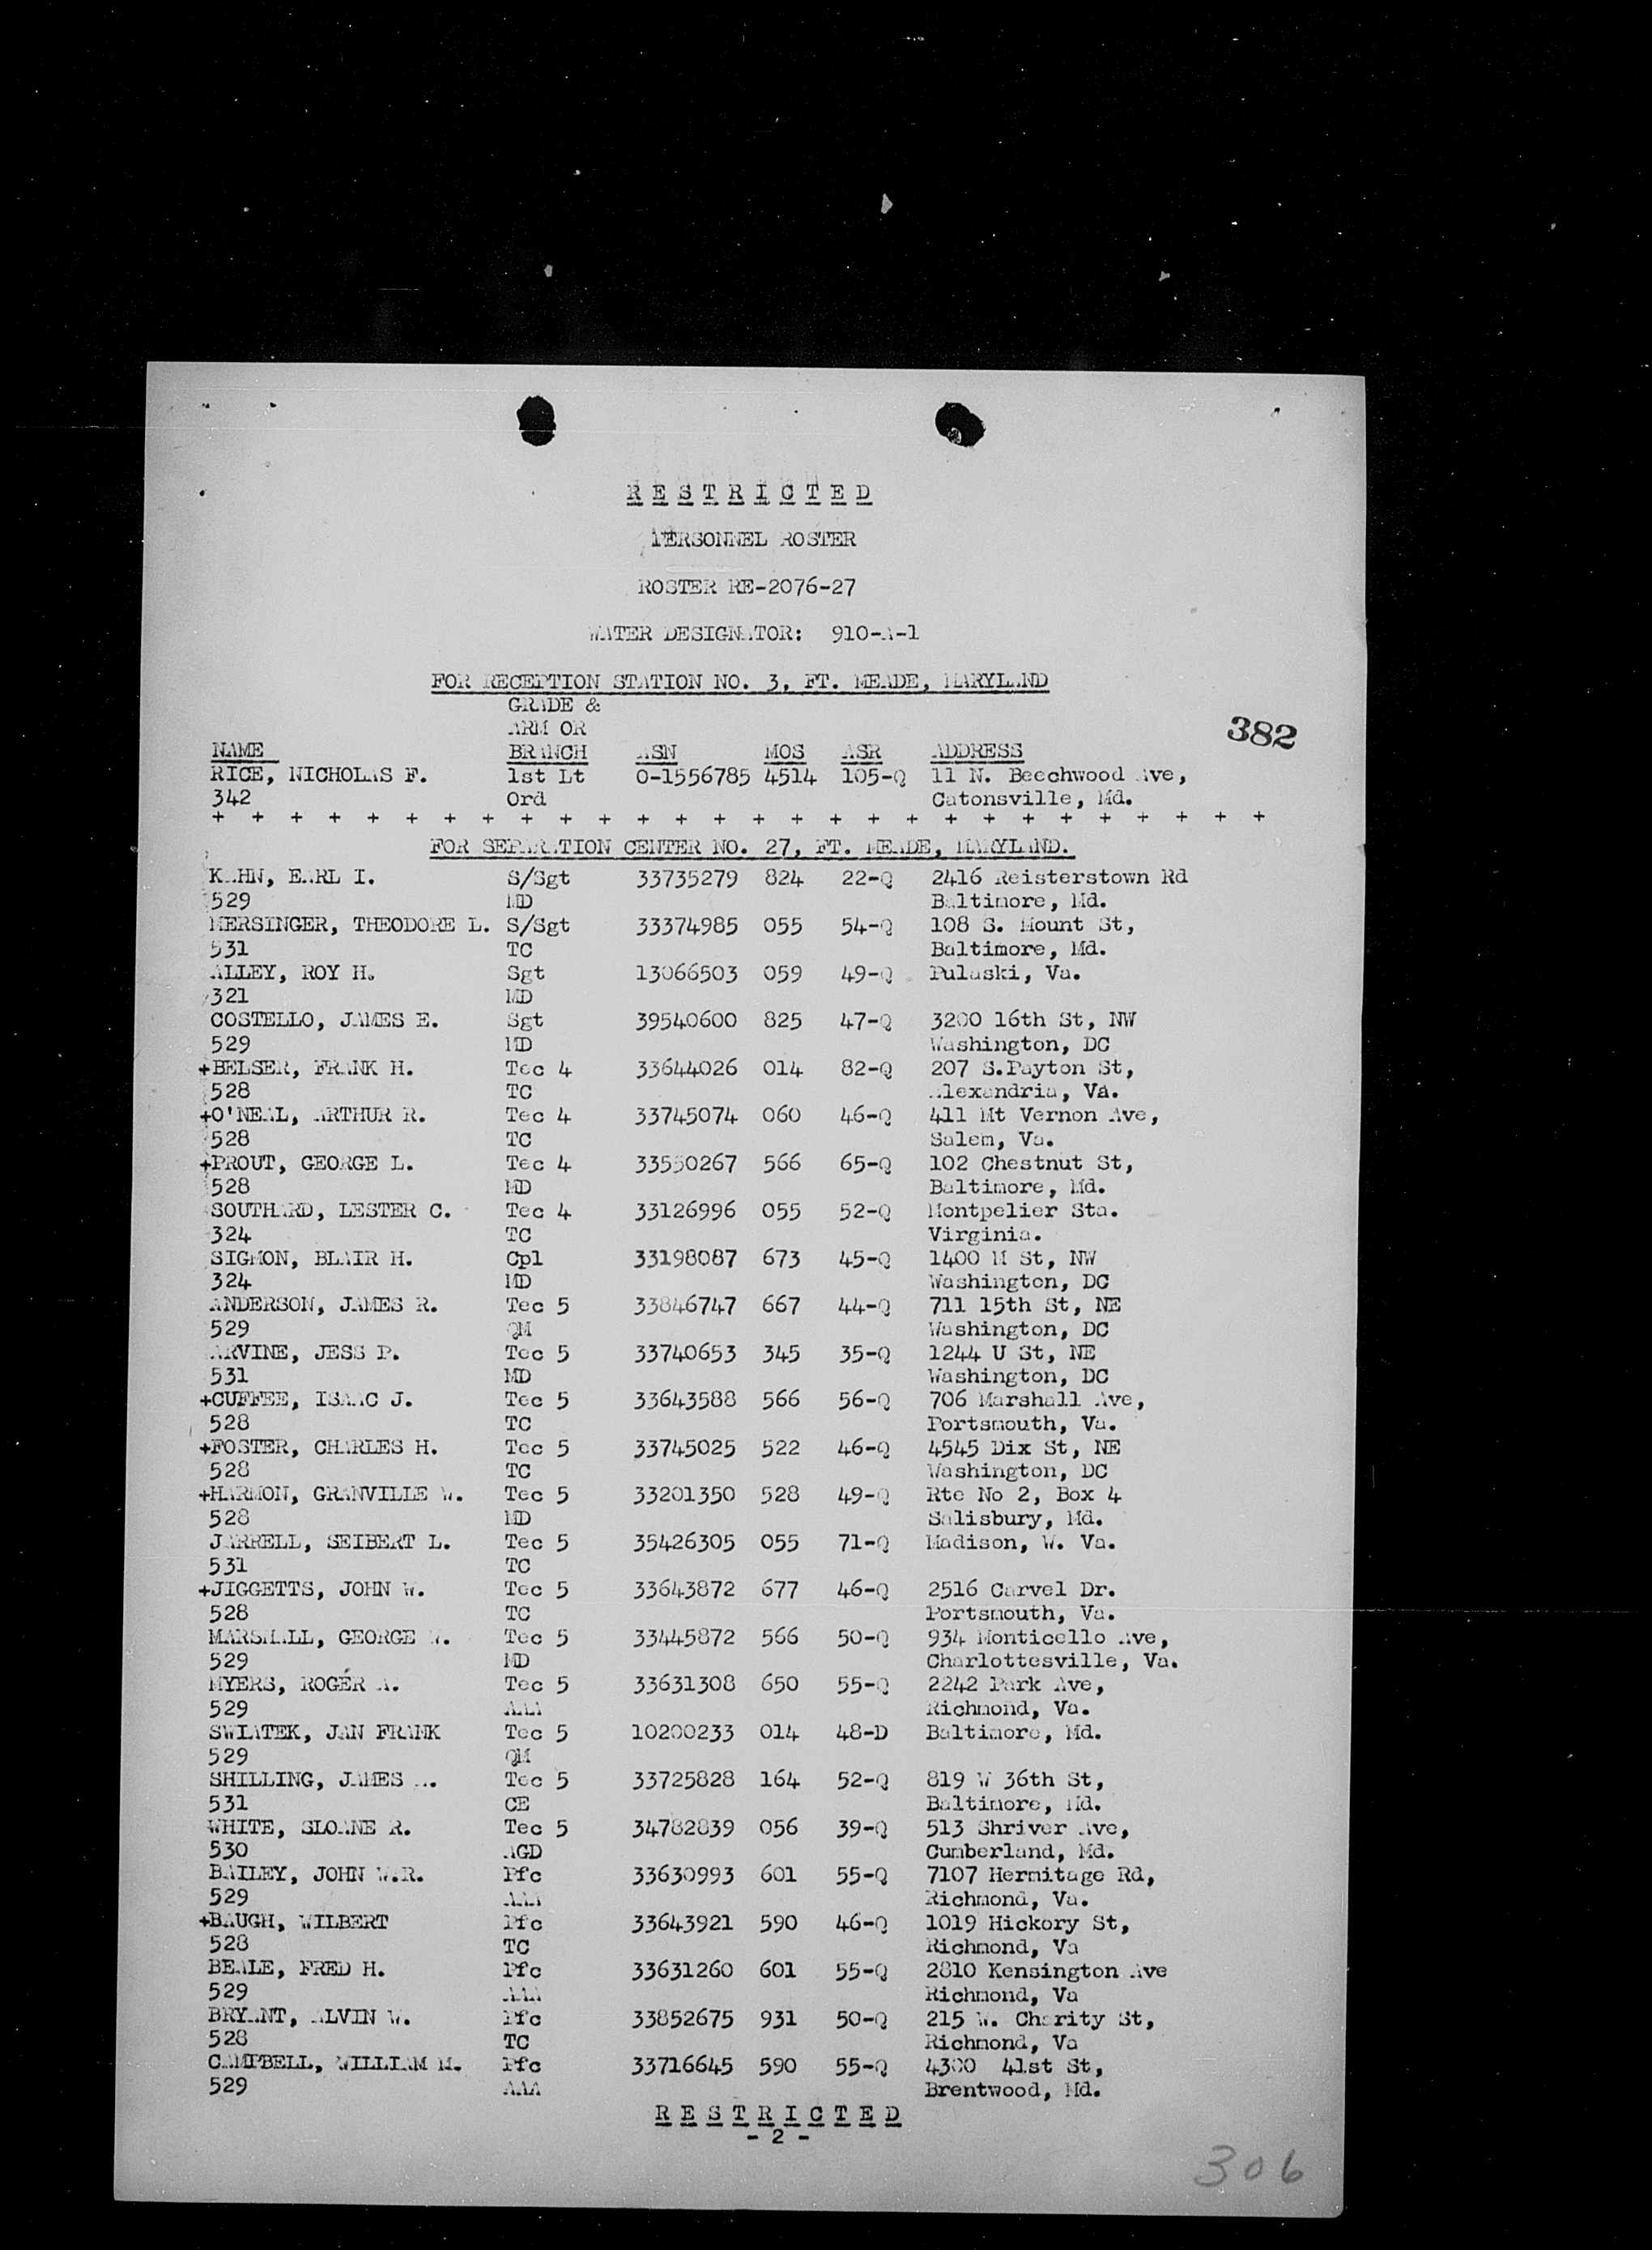 RESTRICTED
PERSONNEL ROSTER
ROSTER RE-2076-27
WATER DESIGNATOR: 910-A-1
FOR RECEPTION STATION NO. 3, FT. MEADE, MARYLAND
GRADE &
ARM OR
382
NAME BRANCH ASN MOS ASR ADDRESS
RICE, NICHOLAS F. 1st Lt O-1556785 4514 105-Q 11 N. Beechwood Ave,
342 Ord Catonsville, Md.
+ + + + + + + + + + + + + + + + + + + + + + + + + + + +
FOR SEPARATION CENTER NO. 27, FT. MEADE, MARYLAND.
KAHN, EARL I. S/Sgt 33735279 824 22-Q 2416 Reisterstown Rd
529 MD Baltimore, Md.
MERSINGER, THEODORE L. S/Sgt 33374985 055 54-Q 108 S. Mount St,
531 TC Baltimore, Md.
ALLEY, ROY H. Sgt 13066503 059 49-Q Pulaski, Va.
321 MD
COSTELLO, JAMES E. Sgt 39540600 825 47-Q 3200 16th St, NW
529 MD Washington, DC
+BELSER, FRANK H. Tec 4 33644026 014 82-Q 207 S.Payton St,
528 TC Alexandria, Va.
+O'NEAL, ARTHUR R. Tec 4 33745074 060 46-Q 411 Mt Vernon Ave,
528 TC Salem, Va.
+PROUT, GEORGE L. Tec 4 33550267 566 65-Q 102 Chestnut St,
528 MD Baltimore, Md.
SOUTHARD, LESTER C. Tec 4 33126996 055 52-Q Montpelier Sta.
324 TC Virginia.
SIGMON, BLAIR H. Cpl 33198087 673 45-Q 1400 M St, NW
324 MD Washington, DC
ANDERSON, JAMES R. Tec 5 33846747 667 44-Q 711 15th St, NE
529 QM Washington, DC
ARVINE, JESS P. Tec 5 33740653 345 35-Q 1244 U St, NE
531 MD Washington, DC
+CUFFEE, ISAAC J. Tec 5 33643588 566 56-Q 706 Marshall Ave,
528 TC Portsmouth, Va.
+FOSTER, CHARLES H. Tec 5 33745025 522 46-Q 4545 Dix St, NE
528 TC Washington, DC
+HARMON, GRANVILLE W. Tec 5 33201350 528 49-Q Rte No 2, Box 4
528 MD Salisbury, Md.
JARRELL, SEIBERT L. Tec 5 35426305 055 71-Q Madison, W. Va.
531 TC
+JIGGETTS, JOHN W. Tec 5 33643872 677 46-Q 2516 Carvel Dr.
528 TC Portsmouth, Va.
MARSHALL, GEORGE W. Tec 5 33445872 566 50-Q 934 Monticello Ave,
529 MD Charlottesville, Va.
MYERS, ROGER A. Tec 5 33631308 650 55-Q 2242 Park Ave,
529 AAA Richmond, Va.
SWIATEK, JAN FRANK Tec 5 10200233 014 48-D Baltimore, Md.
529 QM
SHILLING, JAMES A. Tec 5 33725828 164 52-Q 819 W 36th St,
531 CE Baltimore, Md.
WHITE, SLOANE R. Tec 5 34782839 056 39-Q 513 Shriver Ave,
530 AGD Cumberland, Md.
BAILEY, JOHN W.R. Pfc 33630993 601 55-Q 7107 Hermitage Rd,
529 AAA Richmond, Va.
+BAUGH, WILBERT Pfc 33643921 590 46-Q 1019 Hickory St,
528 TC Richmond, Va
BEALE, FRED H. Pfc 33631260 601 55-Q 2810 Kensington Ave
529 AAA Richmond, Va
BRYANT, ALVIN W. Pfc 33852675 931 50-Q 215 W. Charity St,
528 TC Richmond, Va
CAMPBELL, WILLIAM M. Pfc 33716645 590 55-Q 4300 41st St,
529 AAA Brentwood, Md.
RESTRICTED
- 2 -
306